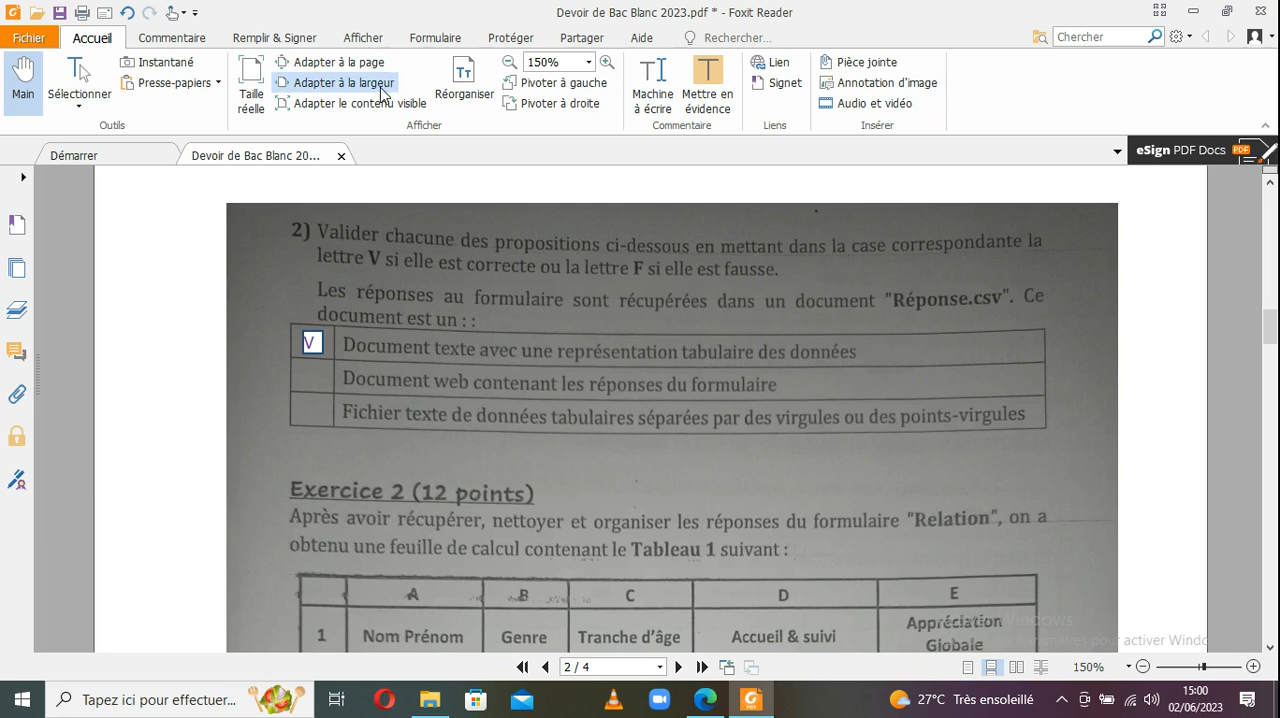 Devoir de Bac Blanc 2023.pdf * - Foxit Reader
Fichier Accueil Commentaire Remplir & Signer Afficher Formulaire Protéger Partager Aide Rechercher... Chercher
Main
Sélectionner
Instantané
Presse-papiers
Outils
Taille réelle
Adapter à la page
Adapter à la largeur
Adapter le contenu visible
Réorganiser
150%
Pivoter à gauche
Pivoter à droite
Afficher
Machine à écrire
Mettre en évidence
Commentaire
Lien
Signet
Liens
Pièce jointe
Annotation d'image
Audio et vidéo
Insérer
Démarrer
Devoir de Bac Blanc 20...
eSign PDF Docs PDF
2) Valider chacune des propositions ci-dessous en mettant dans la case correspondante la
lettre V si elle est correcte ou la lettre F si elle est fausse.
Les réponses au formulaire sont récupérées dans un document "Réponse.csv". Ce
document est un : :
V Document texte avec une représentation tabulaire des données
Document web contenant les réponses du formulaire
Fichier texte de données tabulaires séparées par des virgules ou des points-virgules
Exercice 2 (12 points)
Après avoir récupérer, nettoyer et organiser les réponses du formulaire "Relation", on a
obtenu une feuille de calcul contenant le Tableau 1 suivant :
A B C D E
1 Nom Prénom Genre Tranche d'âge Accueil & suivi Appréciation Globale
2 / 4
150%
Tapez ici pour effectuer...
27°C Très ensoleillé
15:00
02/06/2023